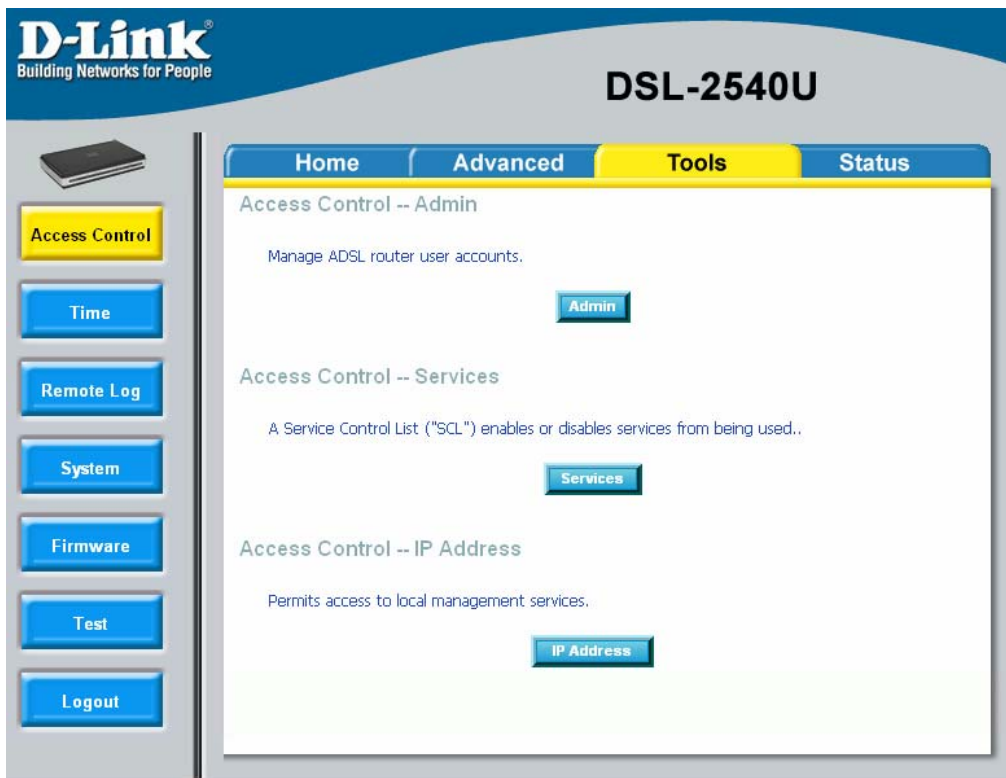 D-Link®
Building Networks for People
DSL-2540U
Home Advanced Tools Status
Access Control
Time
Remote Log
System
Firmware
Test
Logout
Access Control -- Admin
Manage ADSL router user accounts.
Admin
Access Control -- Services
A Service Control List ("SCL") enables or disables services from being used..
Services
Access Control -- IP Address
Permits access to local management services.
IP Address